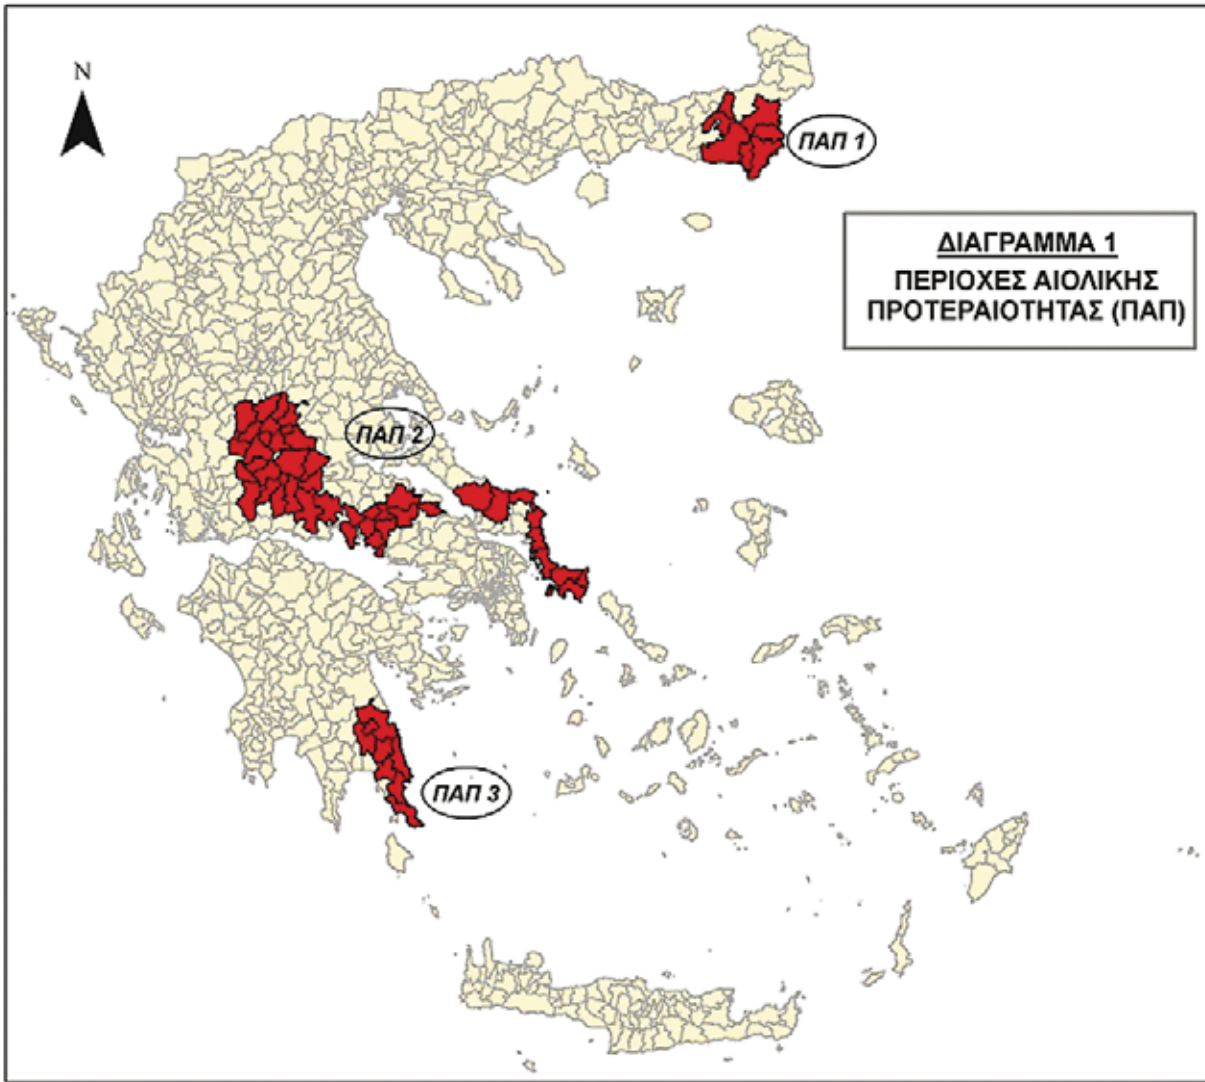 N
ΠΑΠ 1
ΔΙΑΓΡΑΜΜΑ 1
ΠΕΡΙΟΧΕΣ ΑΙΟΛΙΚΗΣ
ΠΡΟΤΕΡΑΙΟΤΗΤΑΣ (ΠΑΠ)
ΠΑΠ 2
ΠΑΠ 3